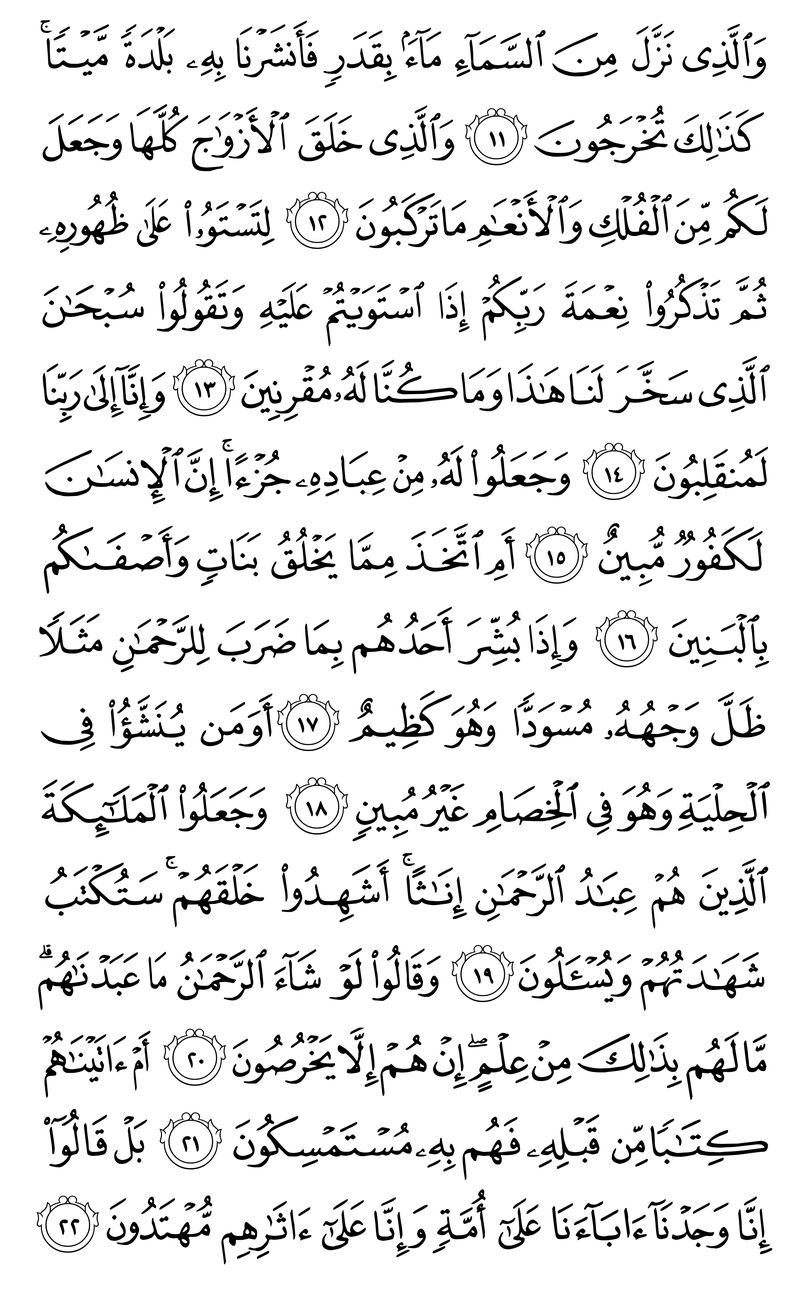 وَٱلَّذِى نَزَّلَ مِنَ ٱلسَّمَآءِ مَآءَۢ بِقَدَرٍ فَأَنشَرْنَا بِهِۦ بَلْدَةً مَّيْتًا ۚ
كَذَٰلِكَ تُخْرَجُونَ ١١ وَٱلَّذِى خَلَقَ ٱلْأَزْوَٰجَ كُلَّهَا وَجَعَلَ
لَكُم مِّنَ ٱلْفُلْكِ وَٱلْأَنْعَٰمِ مَا تَرْكَبُونَ ١٢ لِتَسْتَوُۥا۟ عَلَىٰ ظُهُورِهِۦ
ثُمَّ تَذْكُرُوا۟ نِعْمَةَ رَبِّكُمْ إِذَا ٱسْتَوَيْتُمْ عَلَيْهِ وَتَقُولُوا۟ سُبْحَٰنَ
ٱلَّذِى سَخَّرَ لَنَا هَٰذَا وَمَا كُنَّا لَهُۥ مُقْرِنِينَ ١٣ وَإِنَّآ إِلَىٰ رَبِّنَا
لَمُنقَلِبُونَ ١٤ وَجَعَلُوا۟ لَهُۥ مِنْ عِبَادِهِۦ جُزْءًا ۚ إِنَّ ٱلْإِنسَٰنَ
لَكَفُورٌ مُّبِينٌ ١٥ أَمِ ٱتَّخَذَ مِمَّا يَخْلُقُ بَنَاتٍ وَأَصْفَىٰكُم
بِٱلْبَنِينَ ١٦ وَإِذَا بُشِّرَ أَحَدُهُم بِمَا ضَرَبَ لِلرَّحْمَٰنِ مَثَلًا
ظَلَّ وَجْهُهُۥ مُسْوَدًّا وَهُوَ كَظِيمٌ ١٧ أَوَمَن يُنَشَّؤُا۟ فِى
ٱلْحِلْيَةِ وَهُوَ فِى ٱلْخِصَامِ غَيْرُ مُبِينٍ ١٨ وَجَعَلُوا۟ ٱلْمَلَٰٓئِكَةَ
ٱلَّذِينَ هُمْ عِبَٰدُ ٱلرَّحْمَٰنِ إِنَٰثًا ۚ أَشَهِدُوا۟ خَلْقَهُمْ ۚ سَتُكْتَبُ
شَهَٰدَتُهُمْ وَيُسْـَٔلُونَ ١٩ وَقَالُوا۟ لَوْ شَآءَ ٱلرَّحْمَٰنُ مَا عَبَدْنَٰهُم ۗ
مَّا لَهُم بِذَٰلِكَ مِنْ عِلْمٍ ۖ إِنْ هُمْ إِلَّا يَخْرُصُونَ ٢٠ أَمْ ءَاتَيْنَٰهُمْ
كِتَٰبًا مِّن قَبْلِهِۦ فَهُم بِهِۦ مُسْتَمْسِكُونَ ٢١ بَلْ قَالُوٓا۟
إِنَّا وَجَدْنَآ ءَابَآءَنَا عَلَىٰٓ أُمَّةٍ وَإِنَّا عَلَىٰٓ ءَاثَٰرِهِم مُّهْتَدُونَ ٢٢